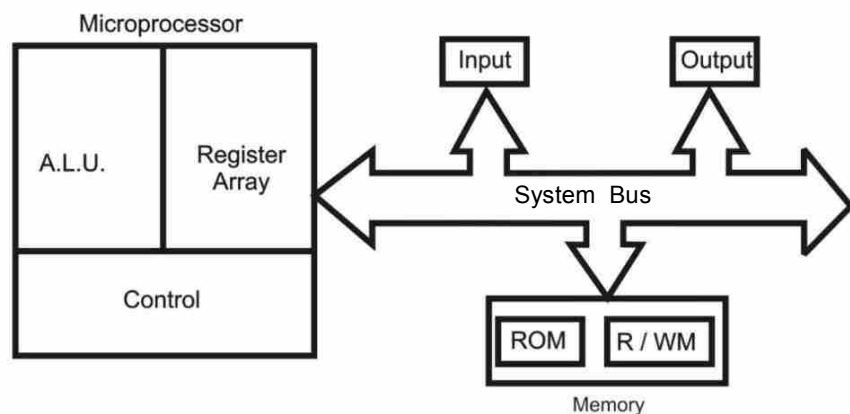 Microprocessor
Input
Output
A.L.U.
Register
Array
System Bus
Control
ROM
R / WM
Memory